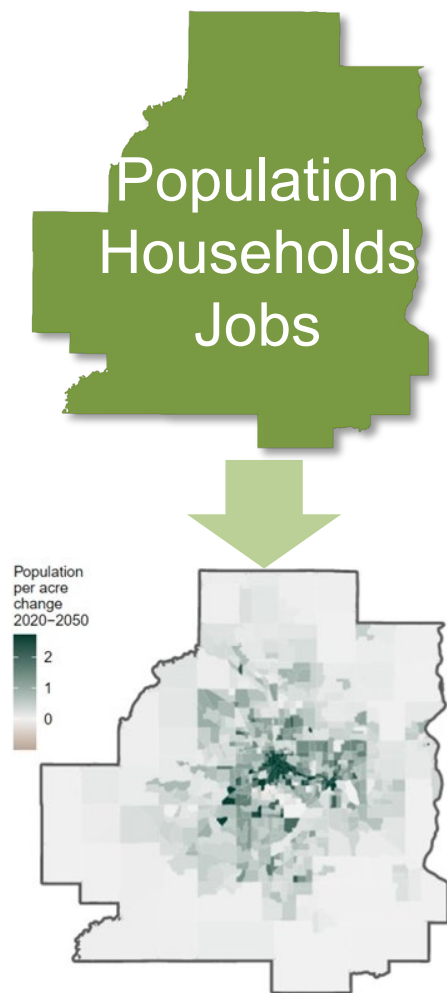 Population
Households
Jobs
Population
per acre
change
2020−2050
2
1
0